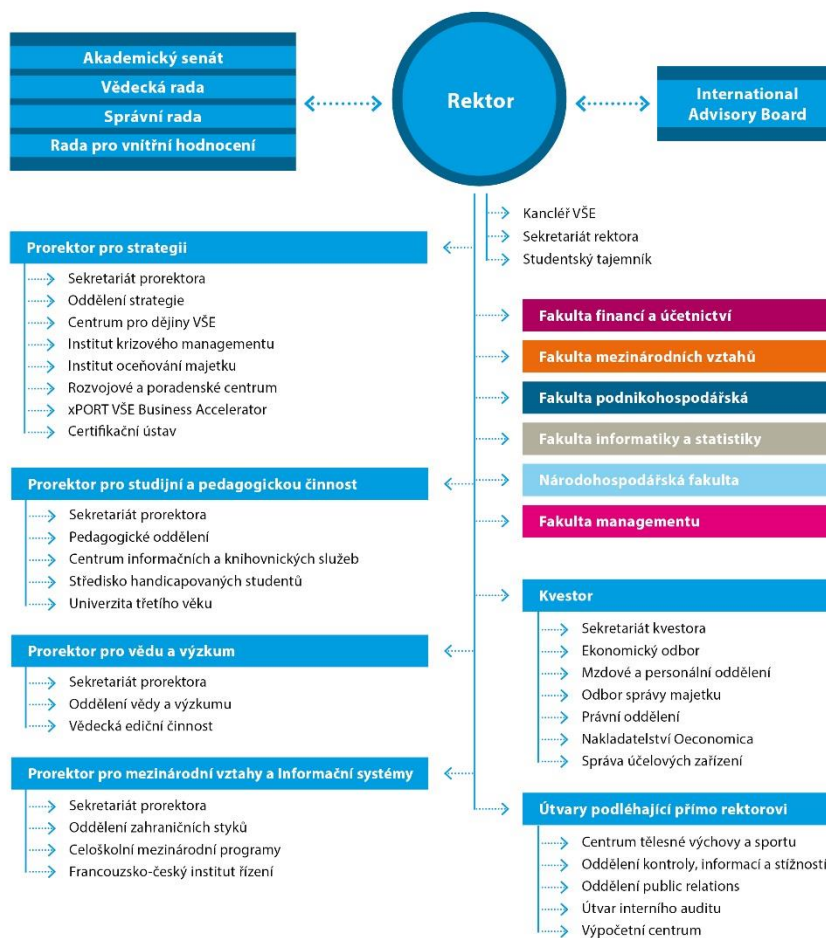 Akademický senát
Vědecká rada
Správní rada
Rada pro vnitřní hodnocení
Rektor
International
Advisory Board
Kancléř VŠE
Sekretariát rektora
Studentský tajemník
Prorektor pro strategii
Sekretariát prorektora
Oddělení strategie
Centrum pro dějiny VŠE
Institut krizového managementu
Institut oceňování majetku
Rozvojové a poradenské centrum
xPORT VŠE Business Accelerator
Certifikační ústav
Prorektor pro studijní a pedagogickou činnost
Sekretariát prorektora
Pedagogické oddělení
Centrum informačních a knihovnických služeb
Středisko handicapovaných studentů
Univerzita třetího věku
Prorektor pro vědu a výzkum
Sekretariát prorektora
Oddělení vědy a výzkumu
Vědecká ediční činnost
Prorektor pro mezinárodní vztahy a Informační systémy
Sekretariát prorektora
Oddělení zahraničních styků
Celoškolní mezinárodní programy
Francouzsko-český institut řízení
Fakulta financí a účetnictví
Fakulta mezinárodních vztahů
Fakulta podnikohospodářská
Fakulta informatiky a statistiky
Národohospodářská fakulta
Fakulta managementu
Kvestor
Sekretariát kvestora
Ekonomický odbor
Mzdové a personální oddělení
Odbor správy majetku
Právní oddělení
Nakladatelství Oeconomica
Správa účelových zařízení
Útvary podléhající přímo rektorovi
Centrum tělesné výchovy a sportu
Oddělení kontroly, informací a stížností
Oddělení public relations
Útvar interního auditu
Výpočetní centrum